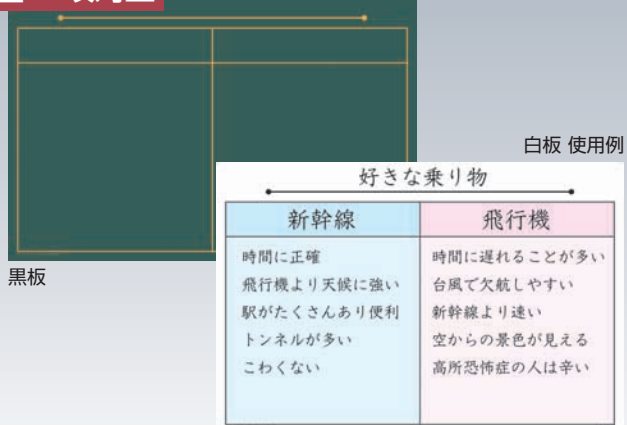 白板 使用例
黒板
好きな乗り物
新幹線
時間に正確
飛行機より天候に強い
駅がたくさんあり便利
トンネルが多い
こわくない
飛行機
時間に遅れることが多い
台風で欠航しやすい
新幹線より速い
空からの景色が見える
高所恐怖症の人は辛い